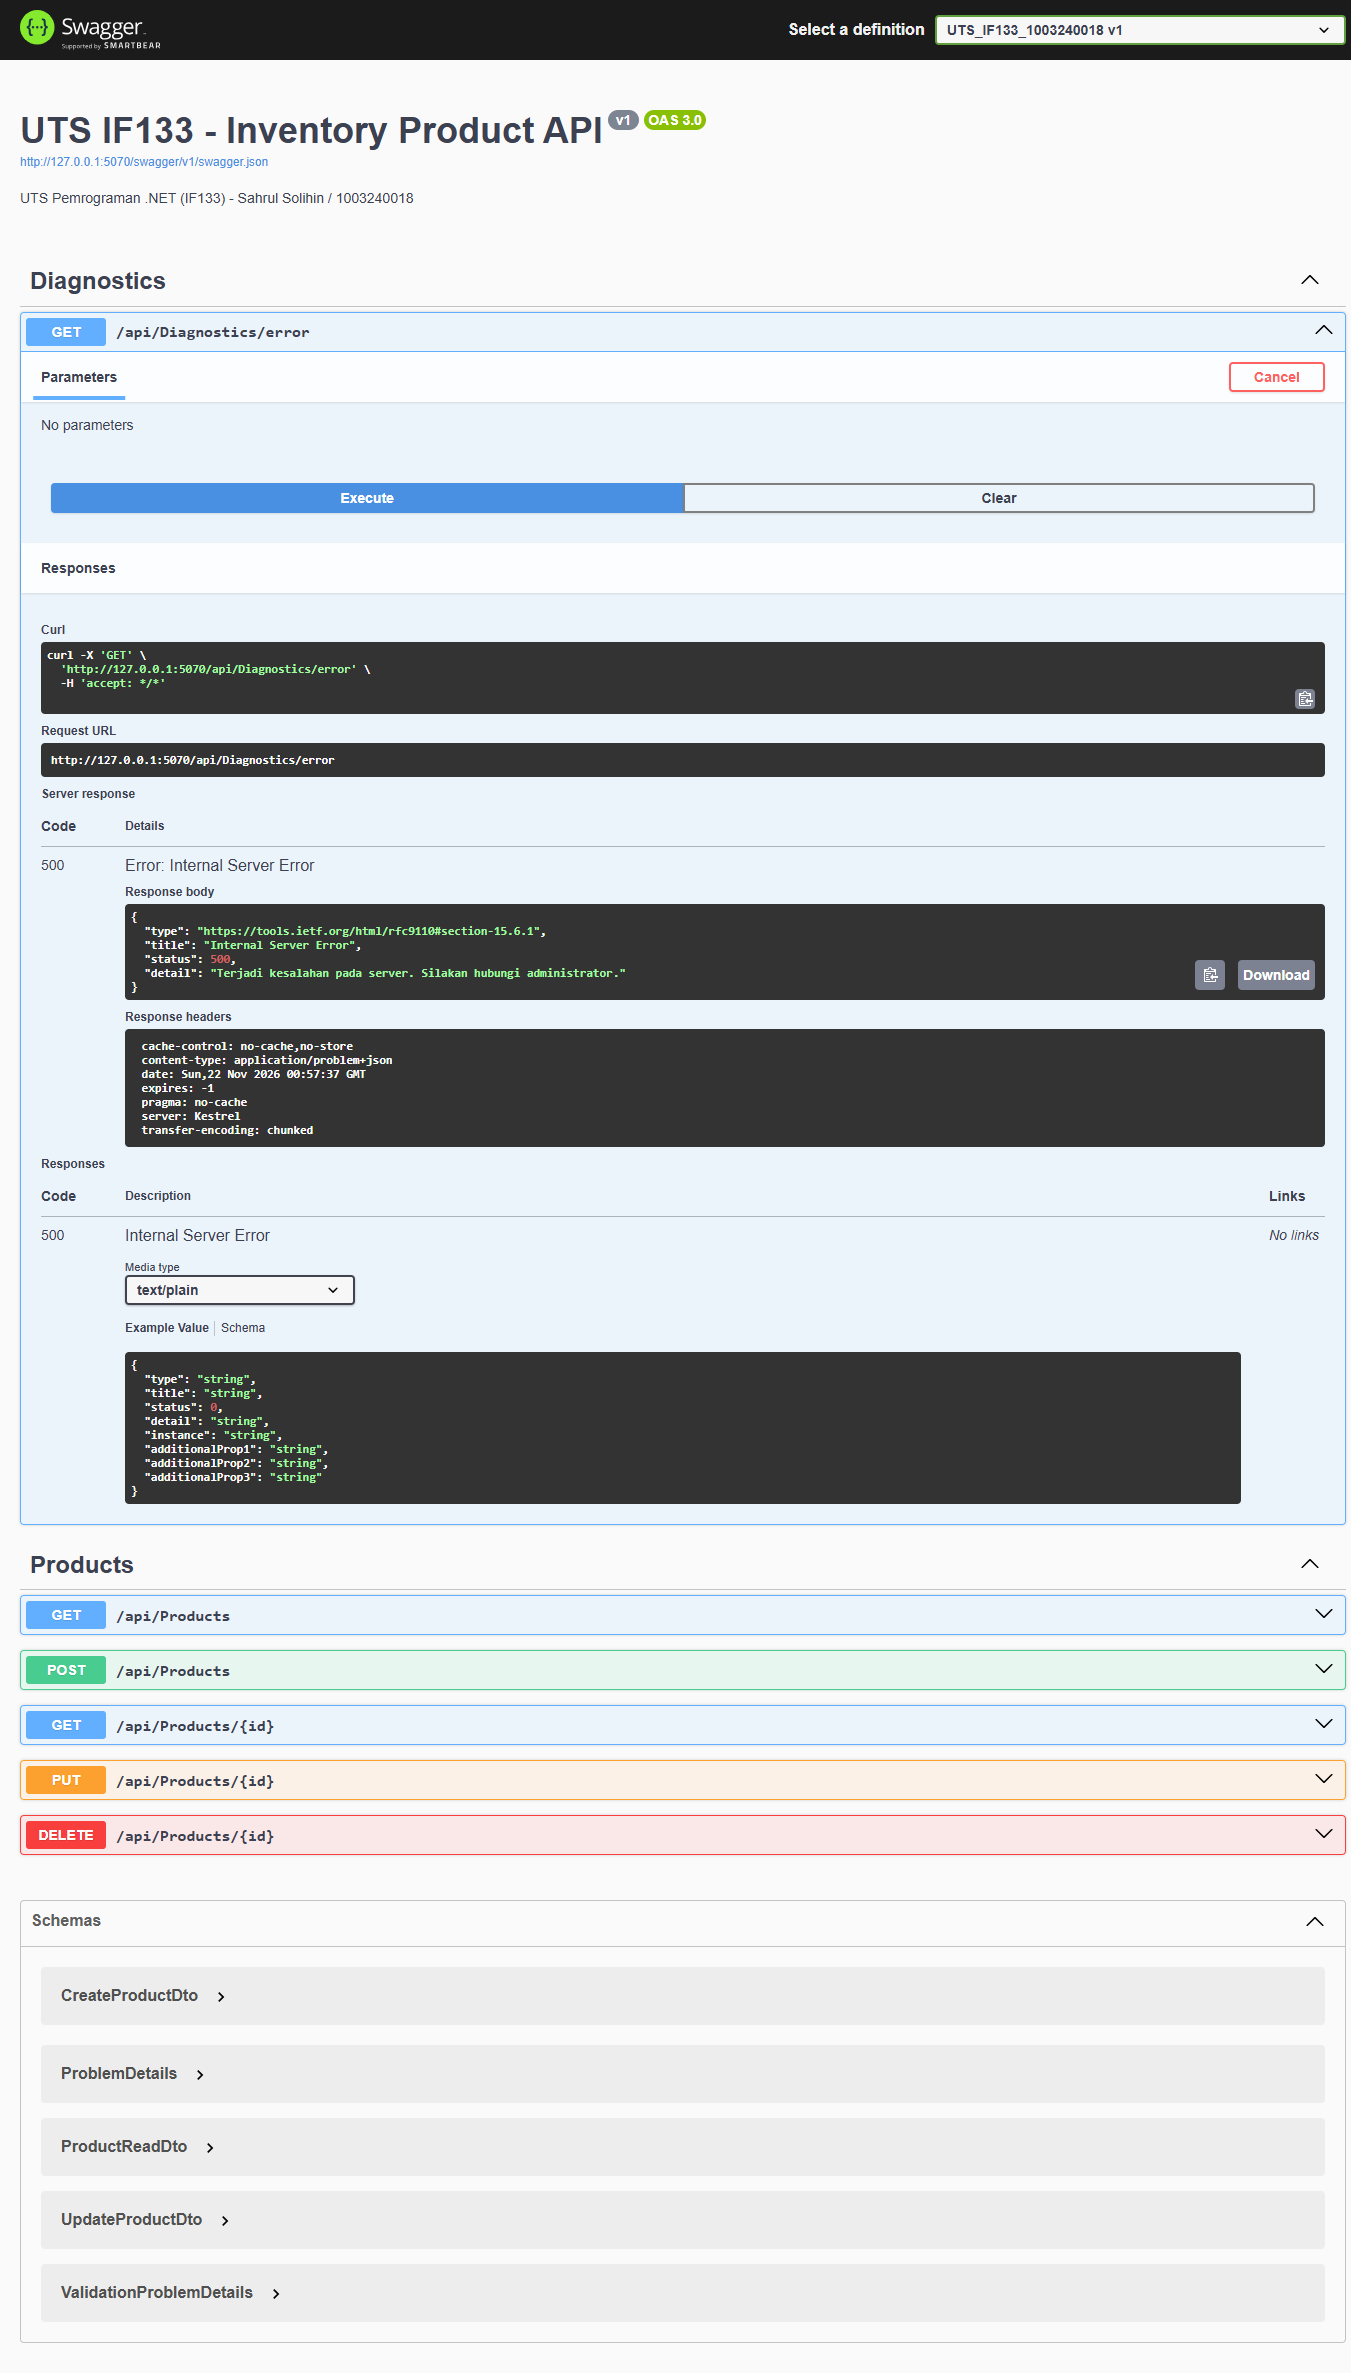 Swagger.
Supported by SMARTBEAR
Select a definition
UTS_IF133_1003240018 v1
UTS IF133 - Inventory Product API v1 OAS 3.0
http://127.0.0.1:5070/swagger/v1/swagger.json
UTS Pemrograman .NET (IF133) - Sahrul Solihin / 1003240018
Diagnostics
GET /api/Diagnostics/error
Parameters
Cancel
No parameters
Execute
Clear
Responses
Curl
curl -X 'GET' \
  'http://127.0.0.1:5070/api/Diagnostics/error' \
  -H 'accept: */*'
Request URL
http://127.0.0.1:5070/api/Diagnostics/error
Server response
Code Details
500 Error: Internal Server Error
Response body
{
  "type": "https://tools.ietf.org/html/rfc9110#section-15.6.1",
  "title": "Internal Server Error",
  "status": 500,
  "detail": "Terjadi kesalahan pada server. Silakan hubungi administrator."
}
Download
Response headers
cache-control: no-cache,no-store
content-type: application/problem+json
date: Sun,22 Nov 2026 00:57:37 GMT
expires: -1
pragma: no-cache
server: Kestrel
transfer-encoding: chunked
Responses
Code Description Links
500 Internal Server Error No links
Media type
text/plain
Example Value Schema
{
  "type": "string",
  "title": "string",
  "status": 0,
  "detail": "string",
  "instance": "string",
  "additionalProp1": "string",
  "additionalProp2": "string",
  "additionalProp3": "string"
}
Products
GET /api/Products
POST /api/Products
GET /api/Products/{id}
PUT /api/Products/{id}
DELETE /api/Products/{id}
Schemas
CreateProductDto
ProblemDetails
ProductReadDto
UpdateProductDto
ValidationProblemDetails